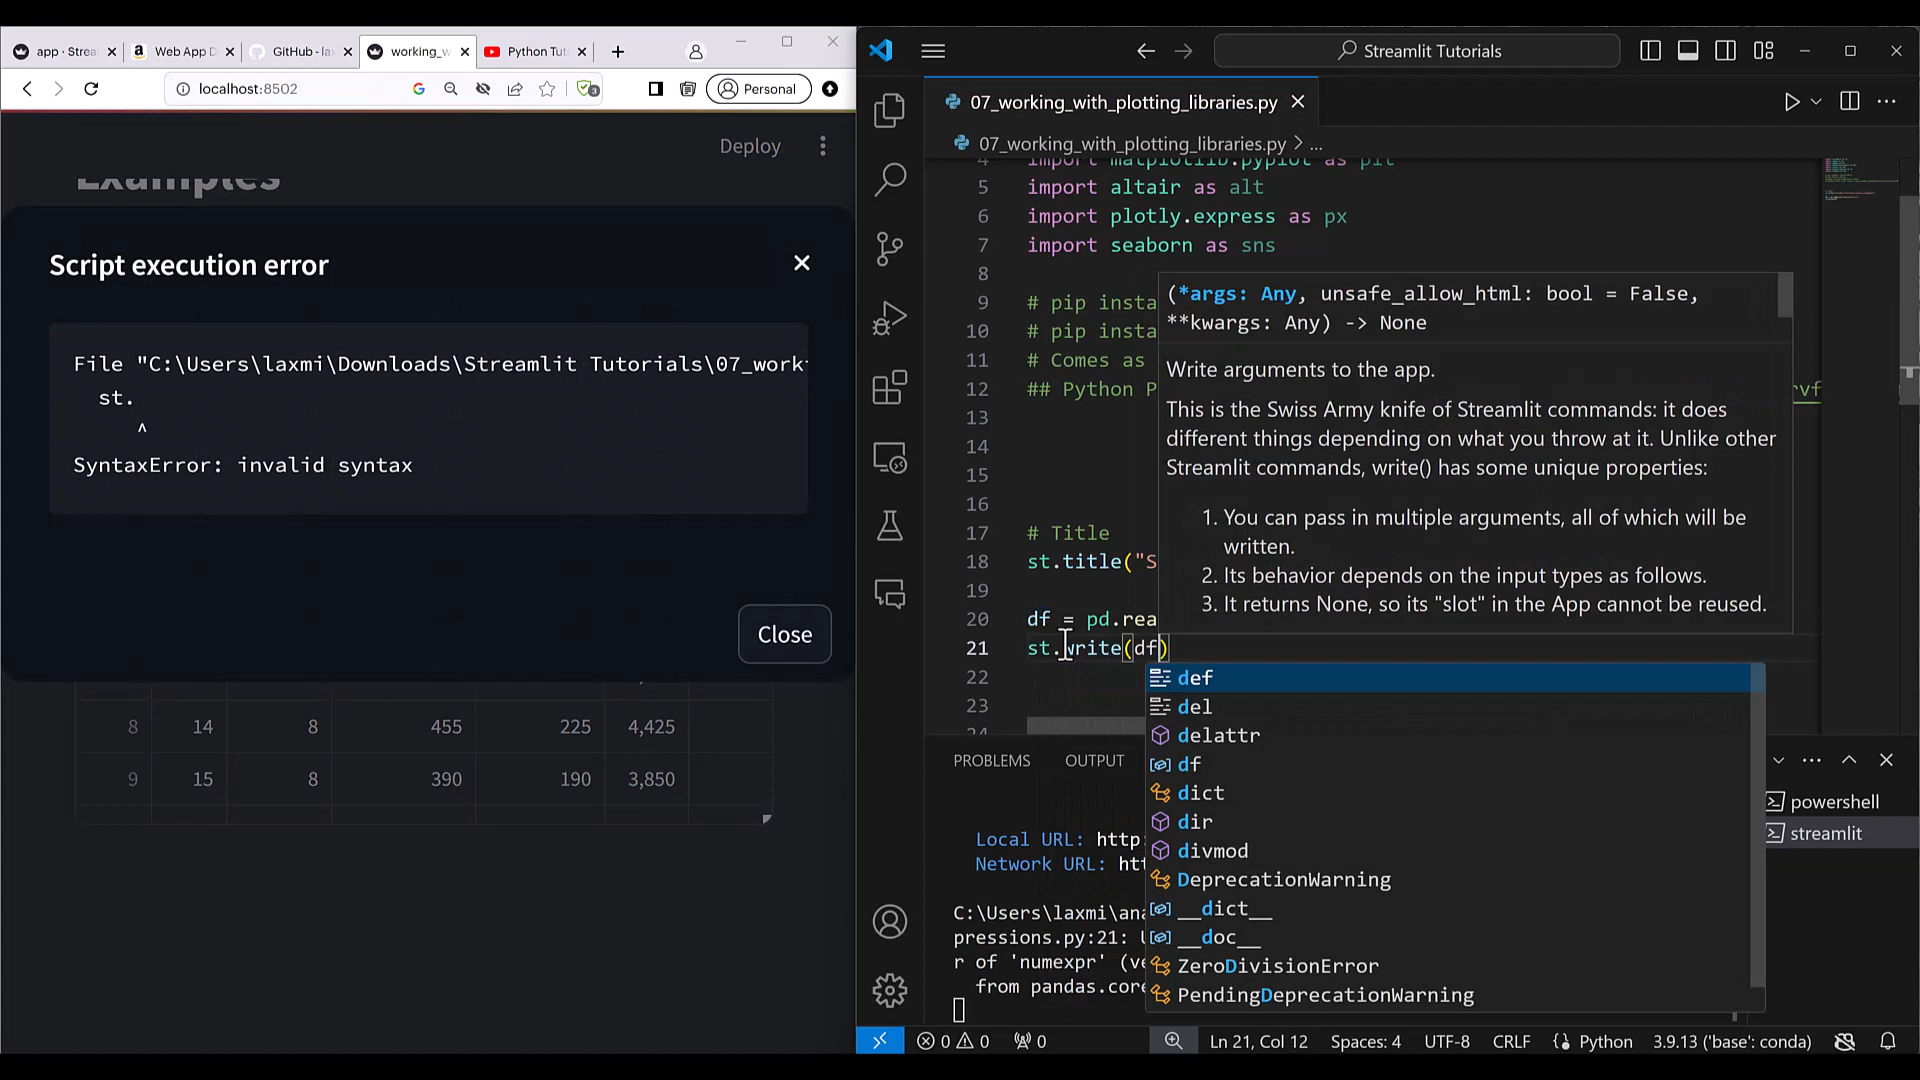 app · Strea
Web App D
GitHub - la
working_w
Python Tut
localhost:8502
Personal
Deploy
Examples
Script execution error
File "C:\Users\laxmi\Downloads\Streamlit Tutorials\07_work
st.
^
SyntaxError: invalid syntax
Close
8 14 8 455 225 4,425
9 15 8 390 190 3,850
Streamlit Tutorials
07_working_with_plotting_libraries.py
07_working_with_plotting_libraries.py > ...
4 import matplotlib.pyplot as plt
5 import altair as alt
6 import plotly.express as px
7 import seaborn as sns
8
9 # pip insta
10 # pip insta
11 # Comes as
12 ## Python P
rvf
13
14
15
16
17 # Title
18 st.title("S
19
20 df = pd.rea
21 st.write(df)
22
23
24
(*args: Any, unsafe_allow_html: bool = False,
**kwargs: Any) -> None
Write arguments to the app.
This is the Swiss Army knife of Streamlit commands: it does
different things depending on what you throw at it. Unlike other
Streamlit commands, write() has some unique properties:
1. You can pass in multiple arguments, all of which will be
written.
2. Its behavior depends on the input types as follows.
3. It returns None, so its "slot" in the App cannot be reused.
def
del
delattr
df
dict
dir
divmod
DeprecationWarning
__dict__
__doc__
ZeroDivisionError
PendingDeprecationWarning
PROBLEMS OUTPUT
powershell
streamlit
Local URL: http:
Network URL: htt
C:\Users\laxmi\ana
pressions.py:21: U
r of 'numexpr' (ve
from pandas.core
0 0 0
Ln 21, Col 12 Spaces: 4 UTF-8 CRLF Python 3.9.13 ('base': conda)